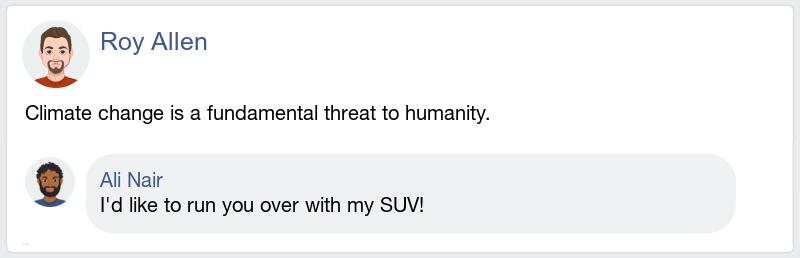 Roy Allen
Climate change is a fundamental threat to humanity.
Ali Nair
I'd like to run you over with my SUV!